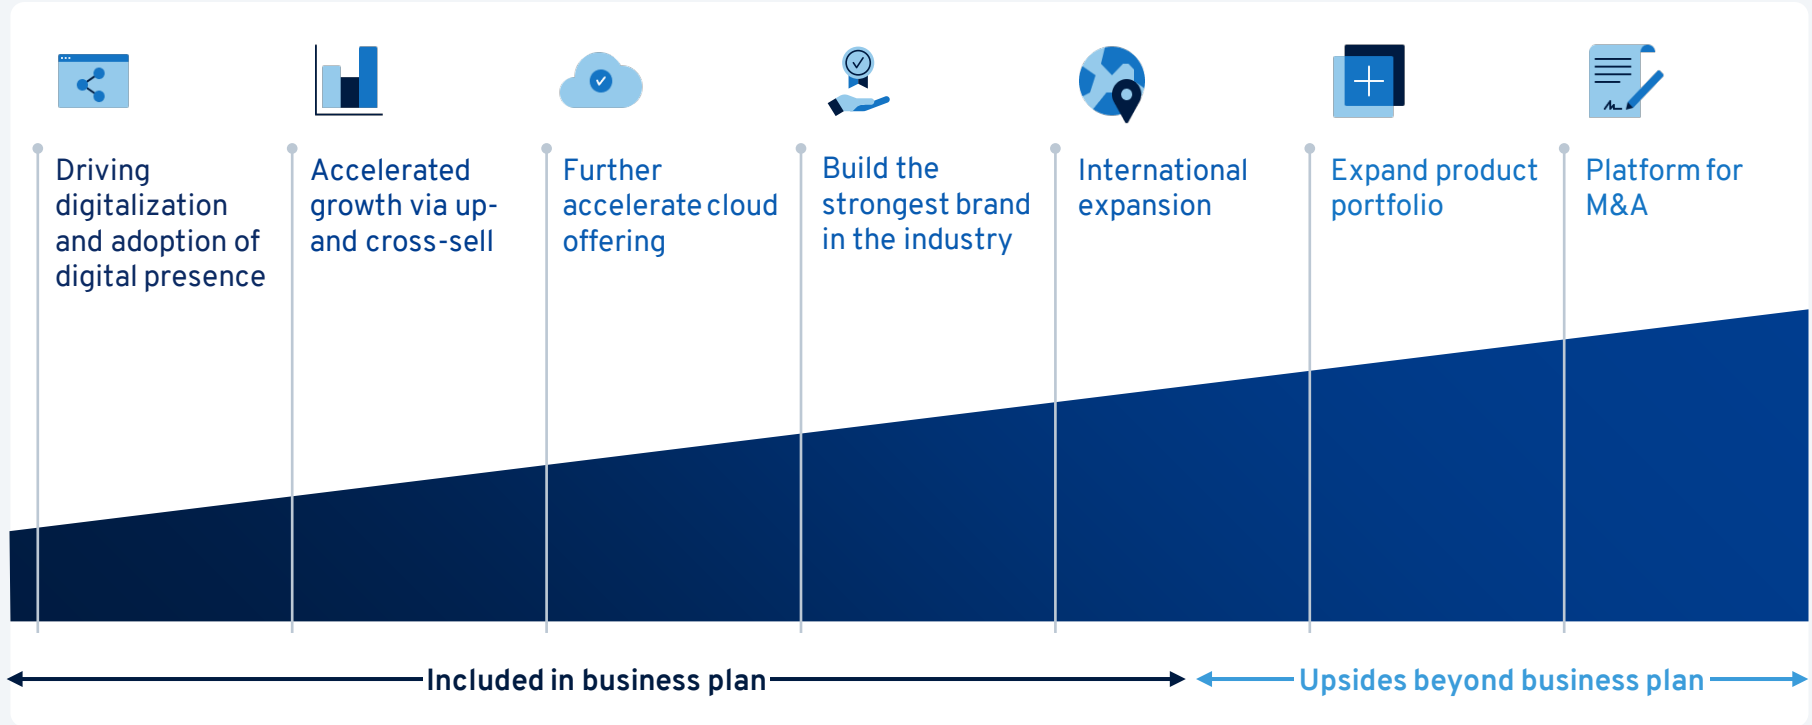 Driving
digitalization
and adoption of
digital presence
Accelerated
growth via up-
and cross-sell
Further
accelerate cloud
offering
Build the
strongest brand
in the industry
International
expansion
Expand product
portfolio
Platform for
M&A
Included in business plan
Upsides beyond business plan